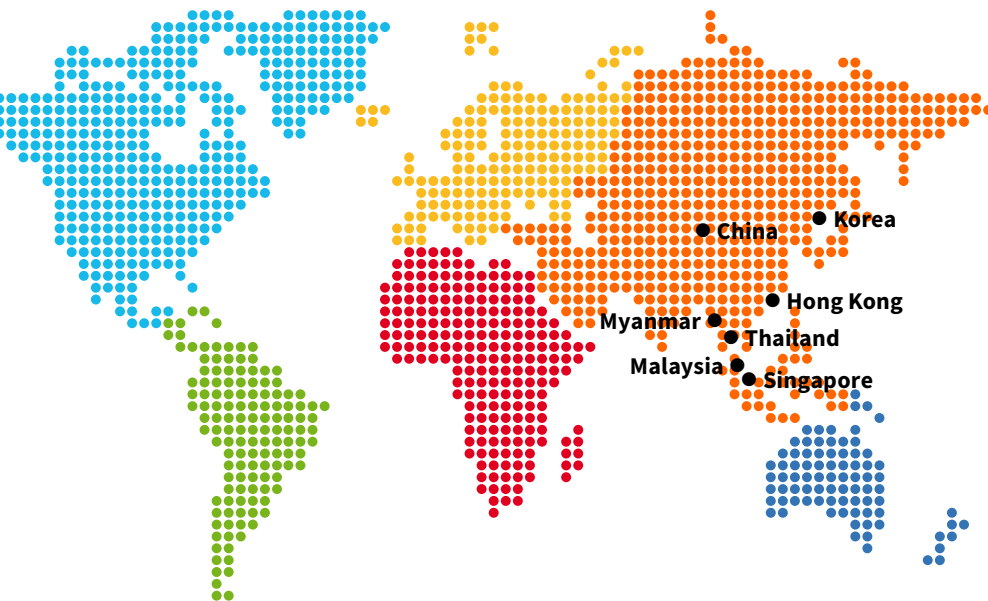 Korea
China
Hong Kong
Myanmar
Thailand
Malaysia
Singapore